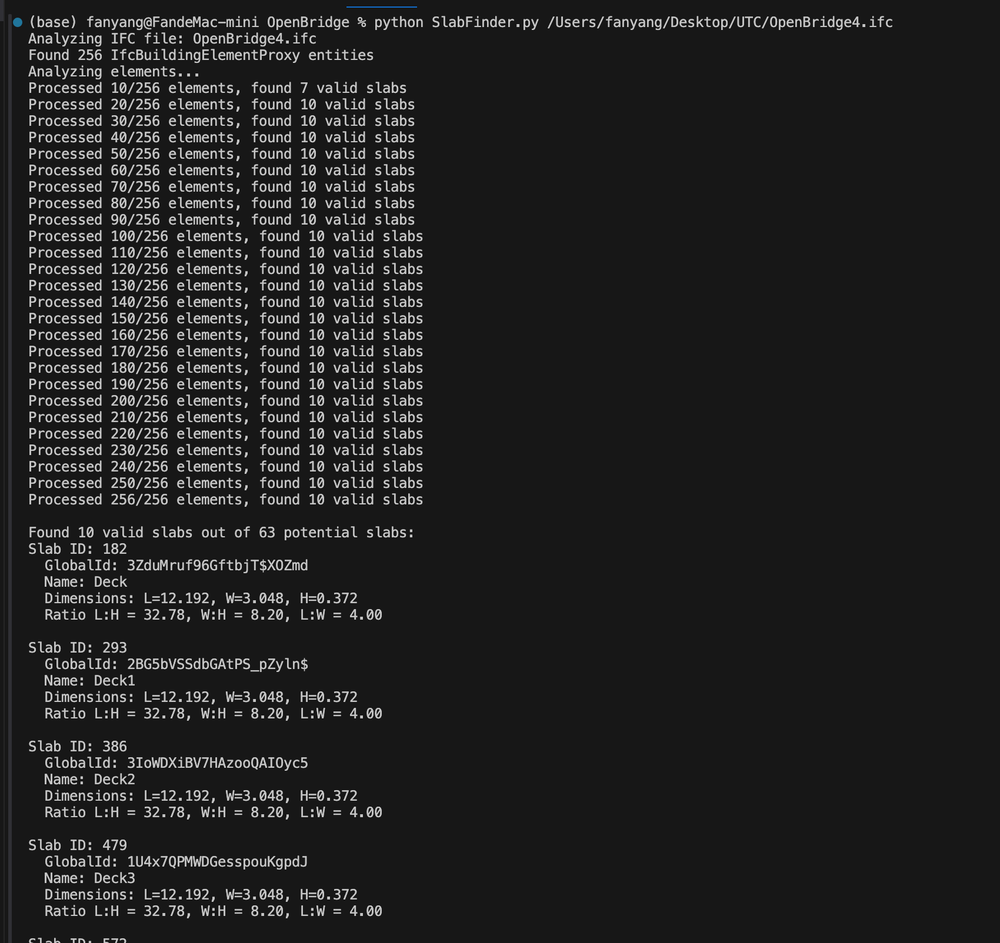 (base) fanyang@FandeMac-mini OpenBridge % python SlabFinder.py /Users/fanyang/Desktop/UTC/OpenBridge4.ifc
Analyzing IFC file: OpenBridge4.ifc
Found 256 IfcBuildingElementProxy entities
Analyzing elements...
Processed 10/256 elements, found 7 valid slabs
Processed 20/256 elements, found 10 valid slabs
Processed 30/256 elements, found 10 valid slabs
Processed 40/256 elements, found 10 valid slabs
Processed 50/256 elements, found 10 valid slabs
Processed 60/256 elements, found 10 valid slabs
Processed 70/256 elements, found 10 valid slabs
Processed 80/256 elements, found 10 valid slabs
Processed 90/256 elements, found 10 valid slabs
Processed 100/256 elements, found 10 valid slabs
Processed 110/256 elements, found 10 valid slabs
Processed 120/256 elements, found 10 valid slabs
Processed 130/256 elements, found 10 valid slabs
Processed 140/256 elements, found 10 valid slabs
Processed 150/256 elements, found 10 valid slabs
Processed 160/256 elements, found 10 valid slabs
Processed 170/256 elements, found 10 valid slabs
Processed 180/256 elements, found 10 valid slabs
Processed 190/256 elements, found 10 valid slabs
Processed 200/256 elements, found 10 valid slabs
Processed 210/256 elements, found 10 valid slabs
Processed 220/256 elements, found 10 valid slabs
Processed 230/256 elements, found 10 valid slabs
Processed 240/256 elements, found 10 valid slabs
Processed 250/256 elements, found 10 valid slabs
Processed 256/256 elements, found 10 valid slabs
Found 10 valid slabs out of 63 potential slabs:
Slab ID: 182
GlobalId: 3ZduMruf96GftbjT$XOZmd
Name: Deck
Dimensions: L=12.192, W=3.048, H=0.372
Ratio L:H = 32.78, W:H = 8.20, L:W = 4.00
Slab ID: 293
GlobalId: 2BG5bVSSdbGAtPS_pZyln$
Name: Deck1
Dimensions: L=12.192, W=3.048, H=0.372
Ratio L:H = 32.78, W:H = 8.20, L:W = 4.00
Slab ID: 386
GlobalId: 3IoWDXiBV7HAzooQAIOyc5
Name: Deck2
Dimensions: L=12.192, W=3.048, H=0.372
Ratio L:H = 32.78, W:H = 8.20, L:W = 4.00
Slab ID: 479
GlobalId: 1U4x7QPMWDGesspouKgpdJ
Name: Deck3
Dimensions: L=12.192, W=3.048, H=0.372
Ratio L:H = 32.78, W:H = 8.20, L:W = 4.00
Slab ID: 572